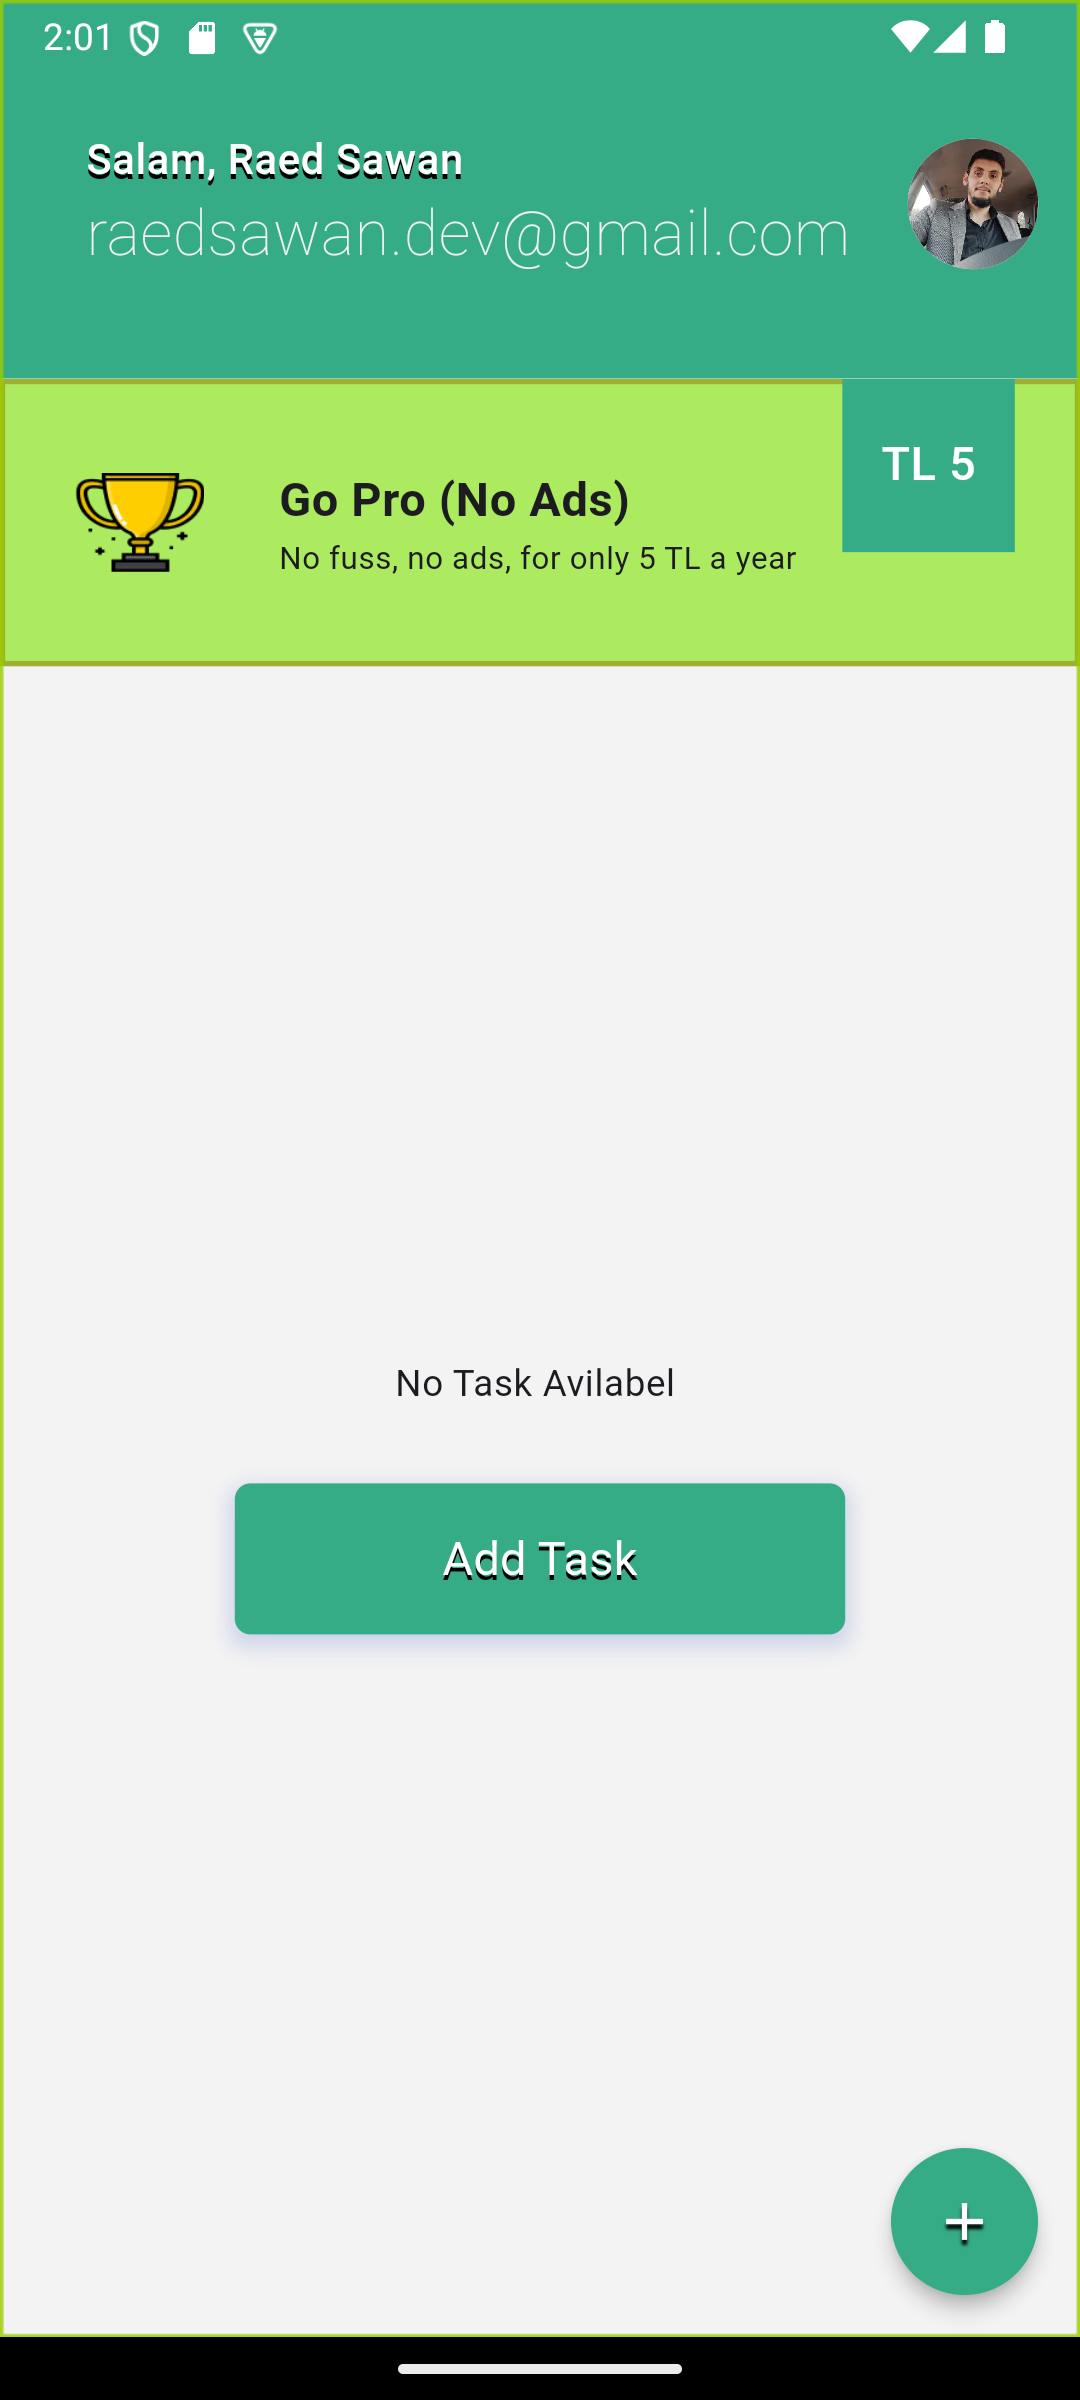 2:01
Salam, Raed Sawan
raedsawan.dev@gmail.com
TL 5
Go Pro (No Ads)
No fuss, no ads, for only 5 TL a year
No Task Avilabel
Add Task